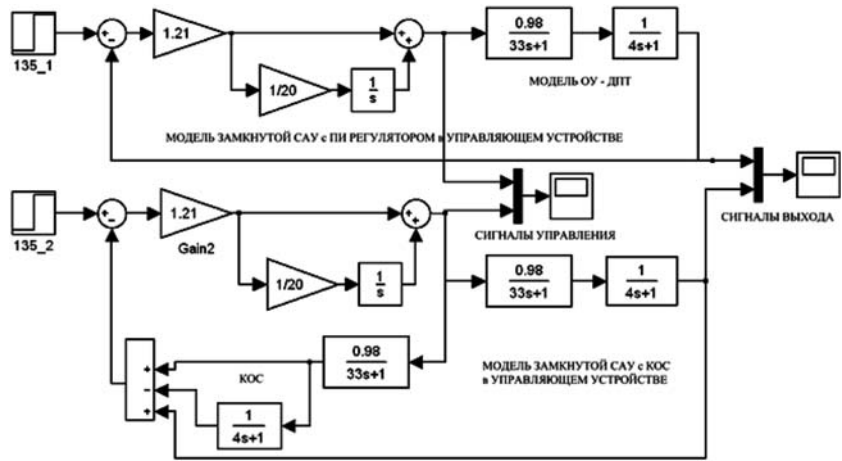 135_1
+
-
1.21
+
+
1/20
1
s
0.98
33s+1
1
4s+1
МОДЕЛЬ ОУ - ДПТ
МОДЕЛЬ ЗАМКНУТОЙ САУ с ПИ РЕГУЛЯТОРОМ в УПРАВЛЯЮЩЕМ УСТРОЙСТВЕ
135_2
+
-
1.21
Gain2
+
+
1/20
1
s
СИГНАЛЫ УПРАВЛЕНИЯ
СИГНАЛЫ ВЫХОДА
0.98
33s+1
1
4s+1
+
-
+
КОС
0.98
33s+1
1
4s+1
МОДЕЛЬ ЗАМКНУТОЙ САУ с КОС
в УПРАВЛЯЮЩЕМ УСТРОЙСТВЕ